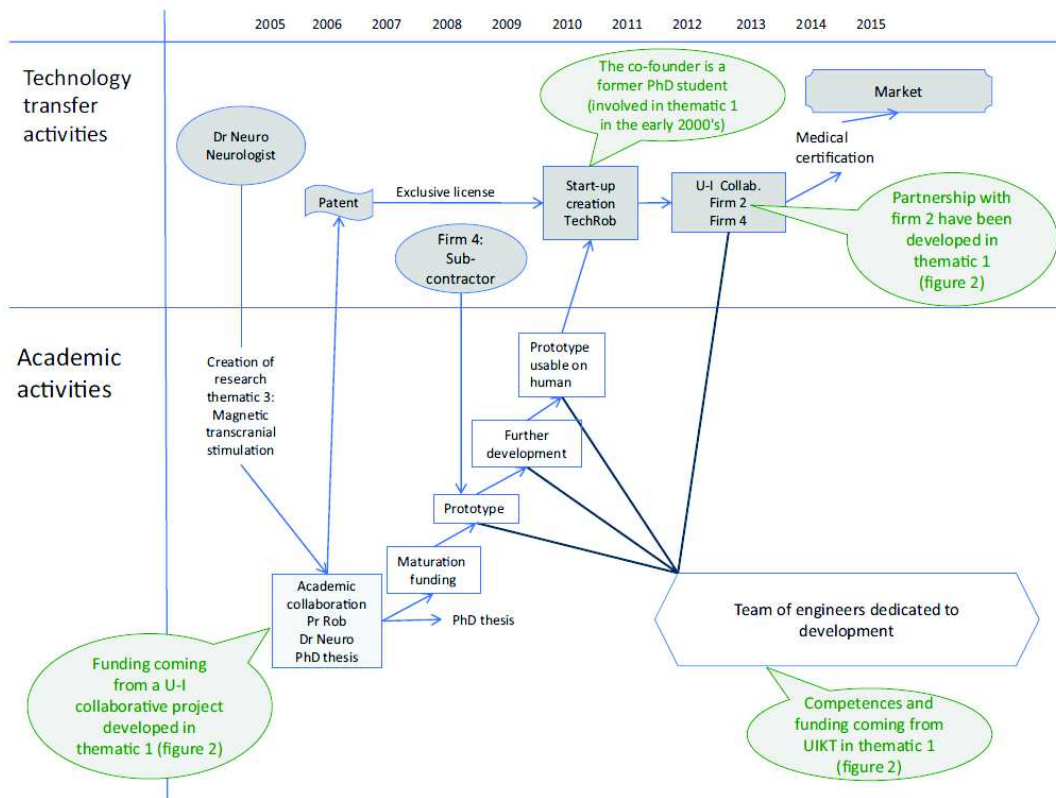 2005 2006 2007 2008 2009 2010 2011 2012 2013 2014 2015
Technology
transfer
activities
Dr Neuro
Neurologist
Patent
Exclusive license
Firm 4:
Sub-
contractor
The co-founder is a
former PhD student
(involved in thematic 1
in the early 2000's)
Start-up
creation
TechRob
U-I Collab.
Firm 2
Firm 4
Market
Medical
certification
Partnership with
firm 2 have been
developed in
thematic 1
(figure 2)
Academic
activities
Creation of
research
thematic 3:
Magnetic
transcranial
stimulation
Prototype
usable on
human
Further
development
Prototype
Maturation
funding
Academic
collaboration
Pr Rob
Dr Neuro
PhD thesis
PhD thesis
Team of engineers dedicated to
development
Funding coming
from a U-I
collaborative project
developed in
thematic 1 (figure 2)
Competences and
funding coming from
UIKT in thematic 1
(figure 2)